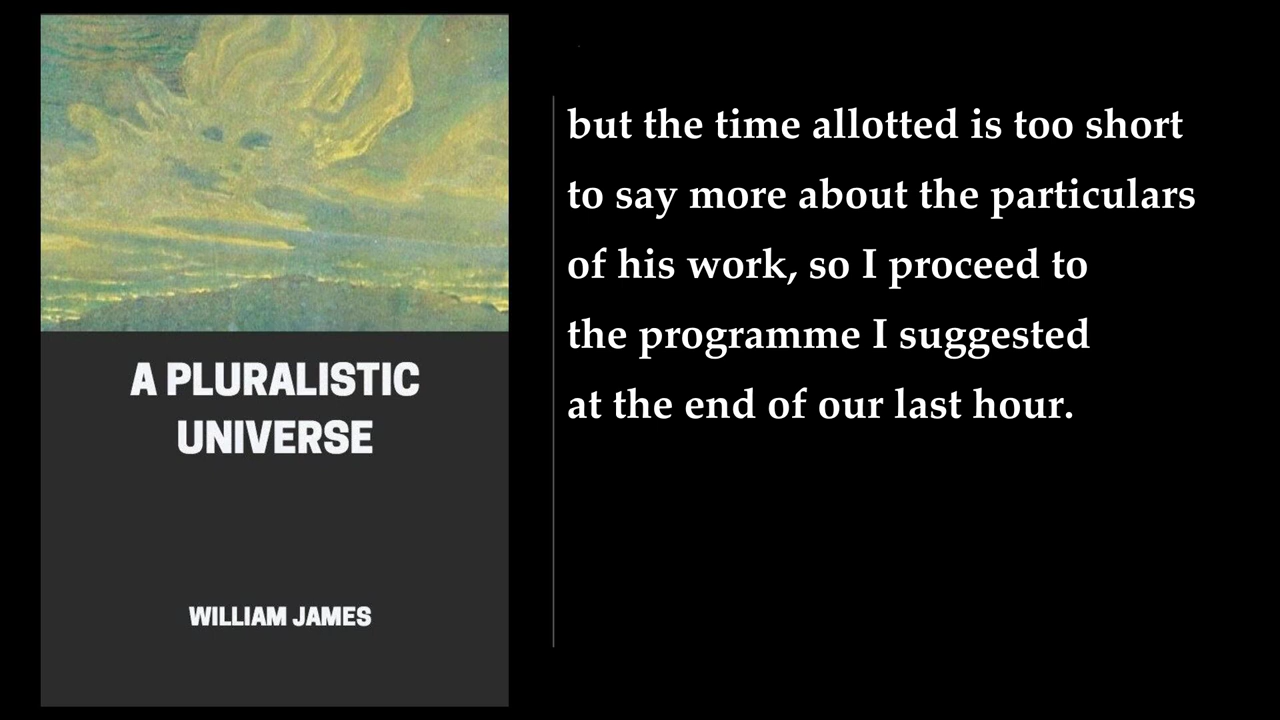 A PLURALISTIC
UNIVERSE
WILLIAM JAMES
but the time allotted is too short
to say more about the particulars
of his work, so I proceed to
the programme I suggested
at the end of our last hour.